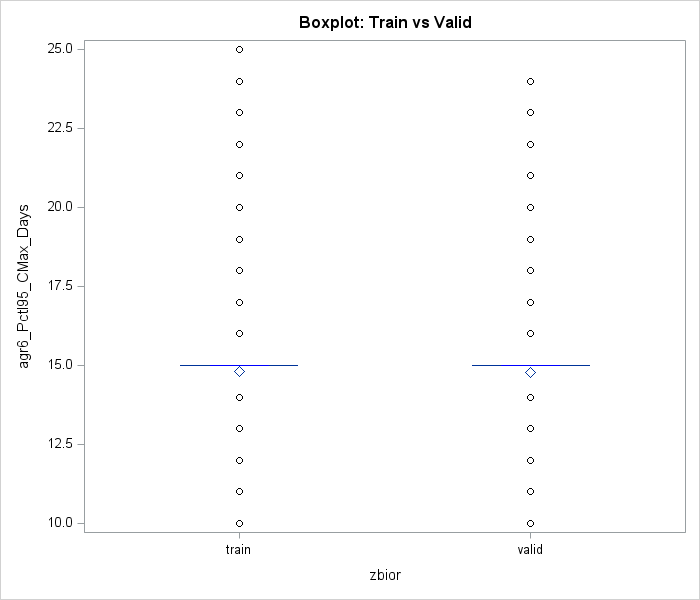 Boxplot: Train vs Valid
25.0
22.5
20.0
17.5
15.0
12.5
10.0
agr6_Pctl95_CMax_Days
train
valid
zbior